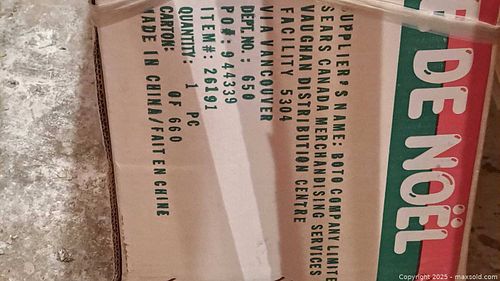 DE NOËL
SUPPLIER'S NAME: BOTO COMPANY LIMITE
SEARS CANADA MERCHANDISING SERVICES
VAUGHAN DISTRIBUTION CENTRE
FACILITY 5304
VIA VANCOUVER
DEPT. NO.: 650
PO#: 944339
ITEM#: 26191
QUANTITY: 1 PC
CARTON: OF 660
MADE IN CHINA/FAIT EN CHINE
Copyright 2025 - maxsold.com